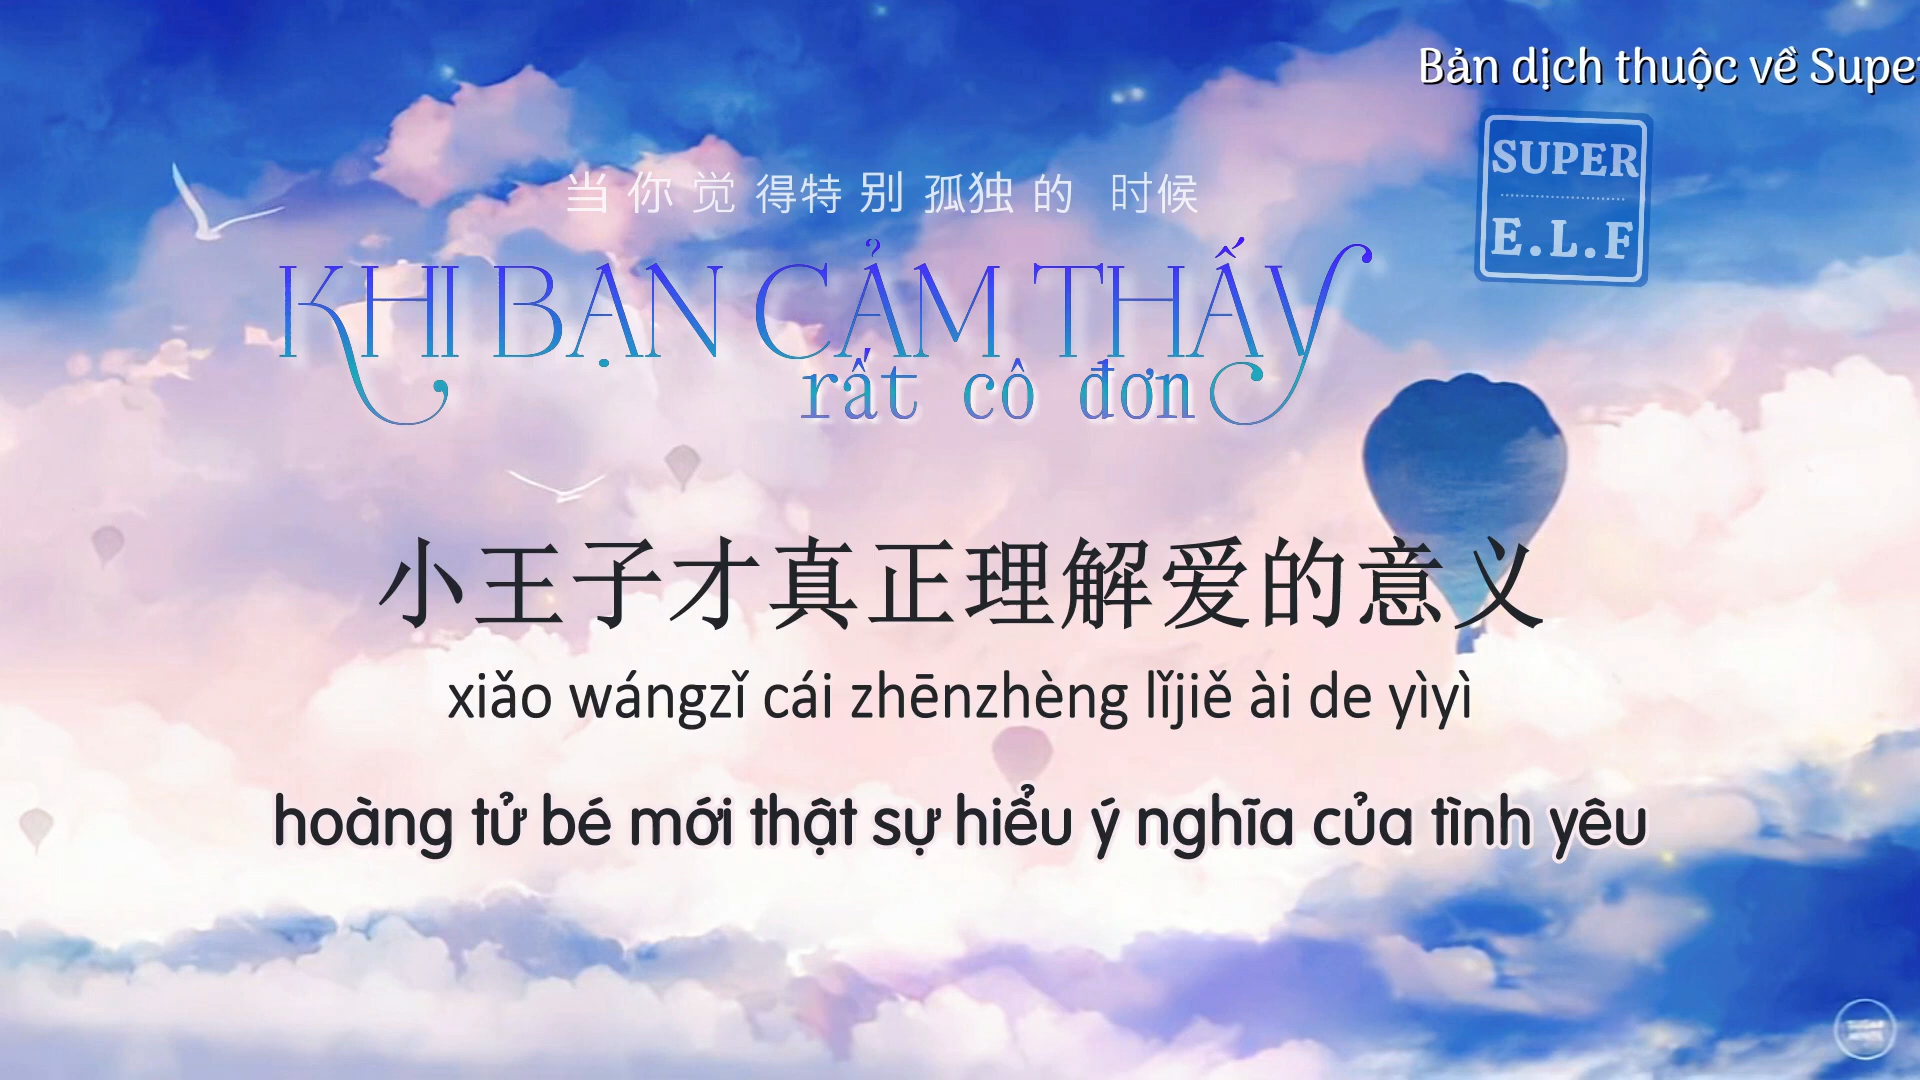 Bản dịch thuộc về Super
SUPER
E.L.F
当你觉得特别孤独的时候
KHI BẠN CẢM THẤY
rất cô đơn
小王子才真正理解爱的意义
xiǎo wángzǐ cái zhēnzhèng lǐjiě ài de yìyì
hoàng tử bé mới thật sự hiểu ý nghĩa của tình yêu